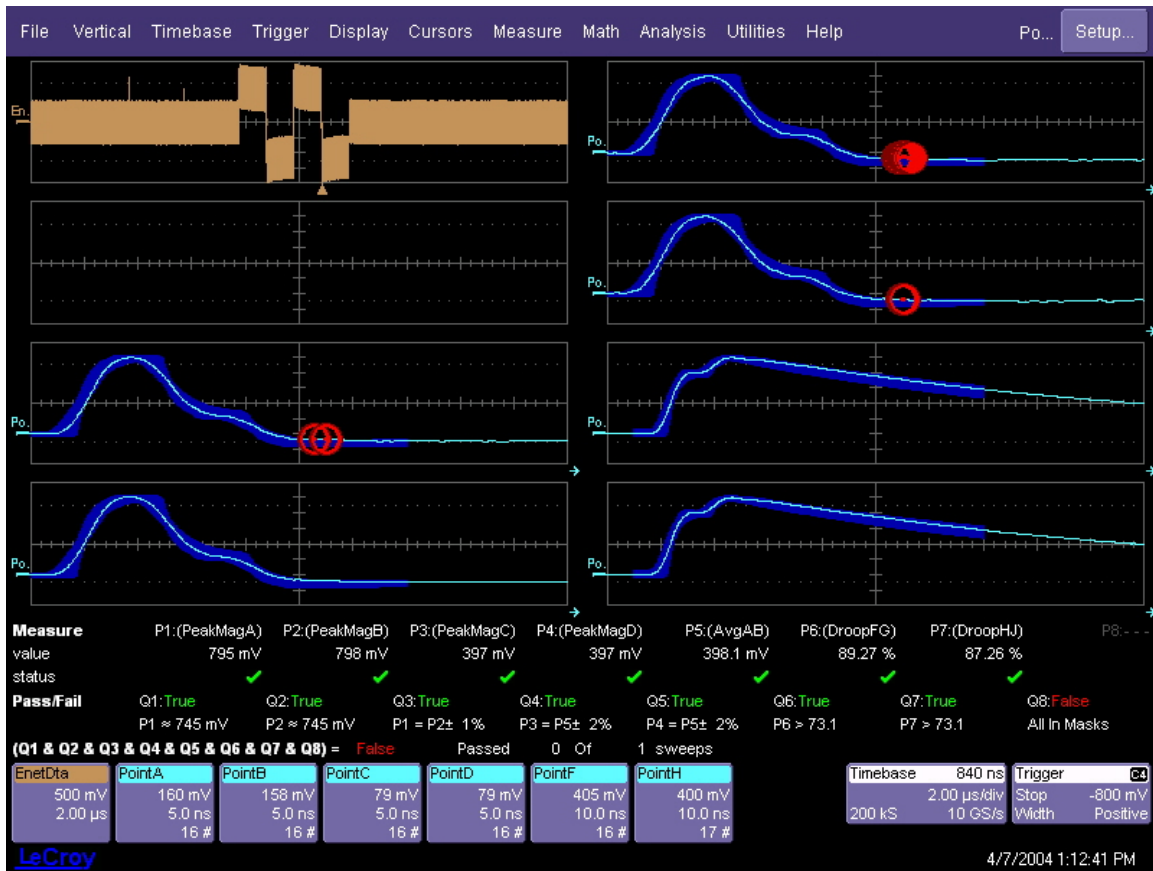 File Vertical Timebase Trigger Display Cursors Measure Math Analysis Utilities Help Po... Setup...
En.
Po.
Po.
Po.
Po.
Po.
Po.
Measure P1:(PeakMagA) P2:(PeakMagB) P3:(PeakMagC) P4:(PeakMagD) P5:(AvgAB) P6:(DroopFG) P7:(DroopHJ) P8:- - -
value 795 mV 798 mV 397 mV 397 mV 398.1 mV 89.27 % 87.26 %
status
Pass/Fail Q1:True Q2:True Q3:True Q4:True Q5:True Q6:True Q7:True Q8:False
P1 ≈ 745 mV P2 ≈ 745 mV P1 = P2± 1% P3 = P5± 2% P4 = P5± 2% P6 > 73.1 P7 > 73.1 All In Masks
(Q1 & Q2 & Q3 & Q4 & Q5 & Q6 & Q7 & Q8) = False Passed 0 Of 1 sweeps
EnetDta PointA PointB PointC PointD PointF PointH Timebase 840 ns Trigger C4
500 mV 160 mV 158 mV 79 mV 79 mV 405 mV 400 mV 2.00 µs/div Stop -800 mV
2.00 µs 5.0 ns 5.0 ns 5.0 ns 5.0 ns 10.0 ns 10.0 ns 200 kS 10 GS/s Width Positive
16 # 16 # 16 # 16 # 16 # 17 #
LeCroy 4/7/2004 1:12:41 PM